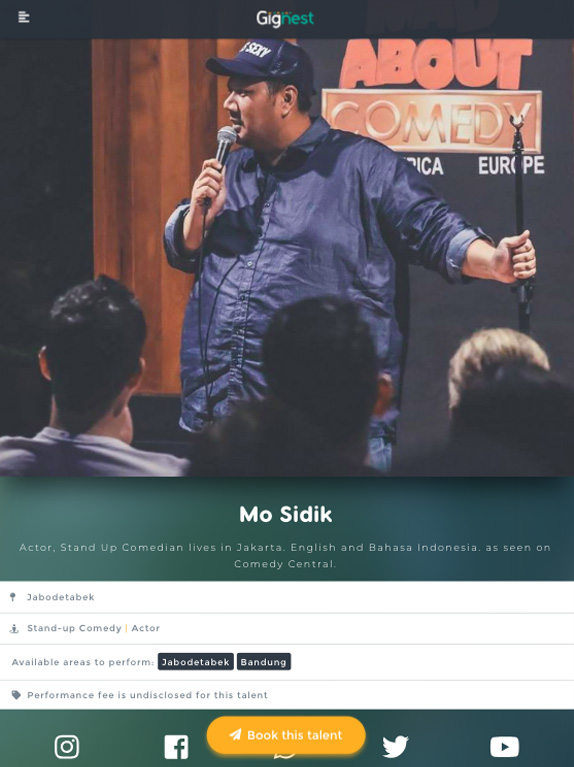 Gignest
SEXY
ABOUT
COMEDY
RICA EUROPE
Mo Sidik
Actor, Stand Up Comedian lives in Jakarta. English and Bahasa Indonesia. as seen on
Comedy Central.
Jabodetabek
Stand-up Comedy | Actor
Available areas to perform: Jabodetabek Bandung
Performance fee is undisclosed for this talent
Book this talent